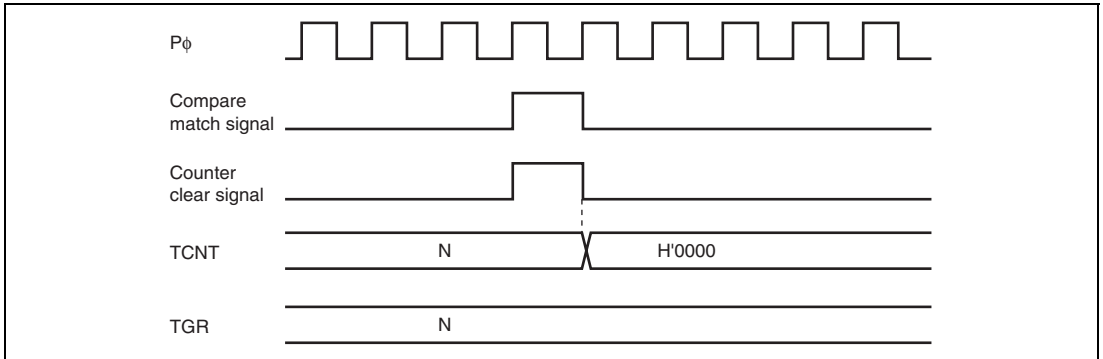 Pϕ
Compare
match signal
Counter
clear signal
TCNT
N
H'0000
TGR
N